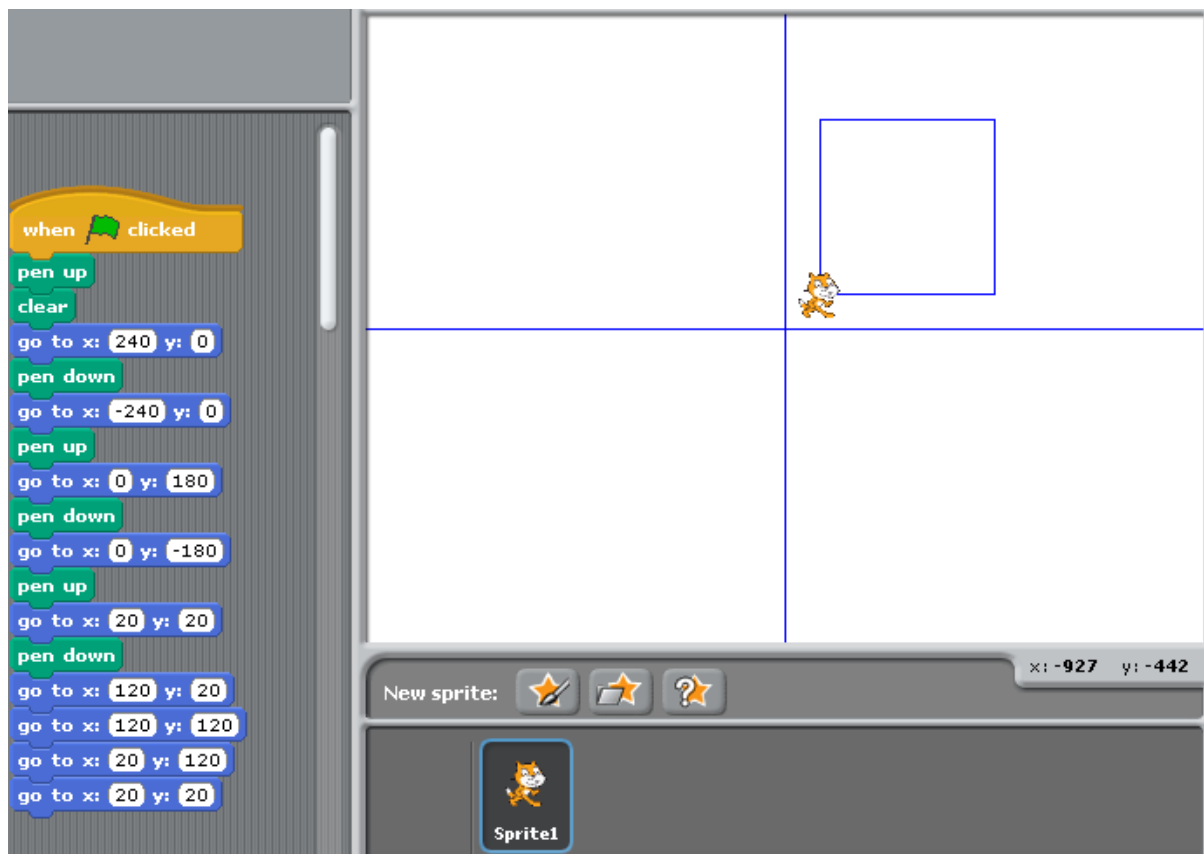 when clicked
pen up
clear
go to x: 240 y: 0
pen down
go to x: -240 y: 0
pen up
go to x: 0 y: 180
pen down
go to x: 0 y: -180
pen up
go to x: 20 y: 20
pen down
go to x: 120 y: 20
go to x: 120 y: 120
go to x: 20 y: 120
go to x: 20 y: 20
x: -927 y: -442
New sprite:
Sprite1